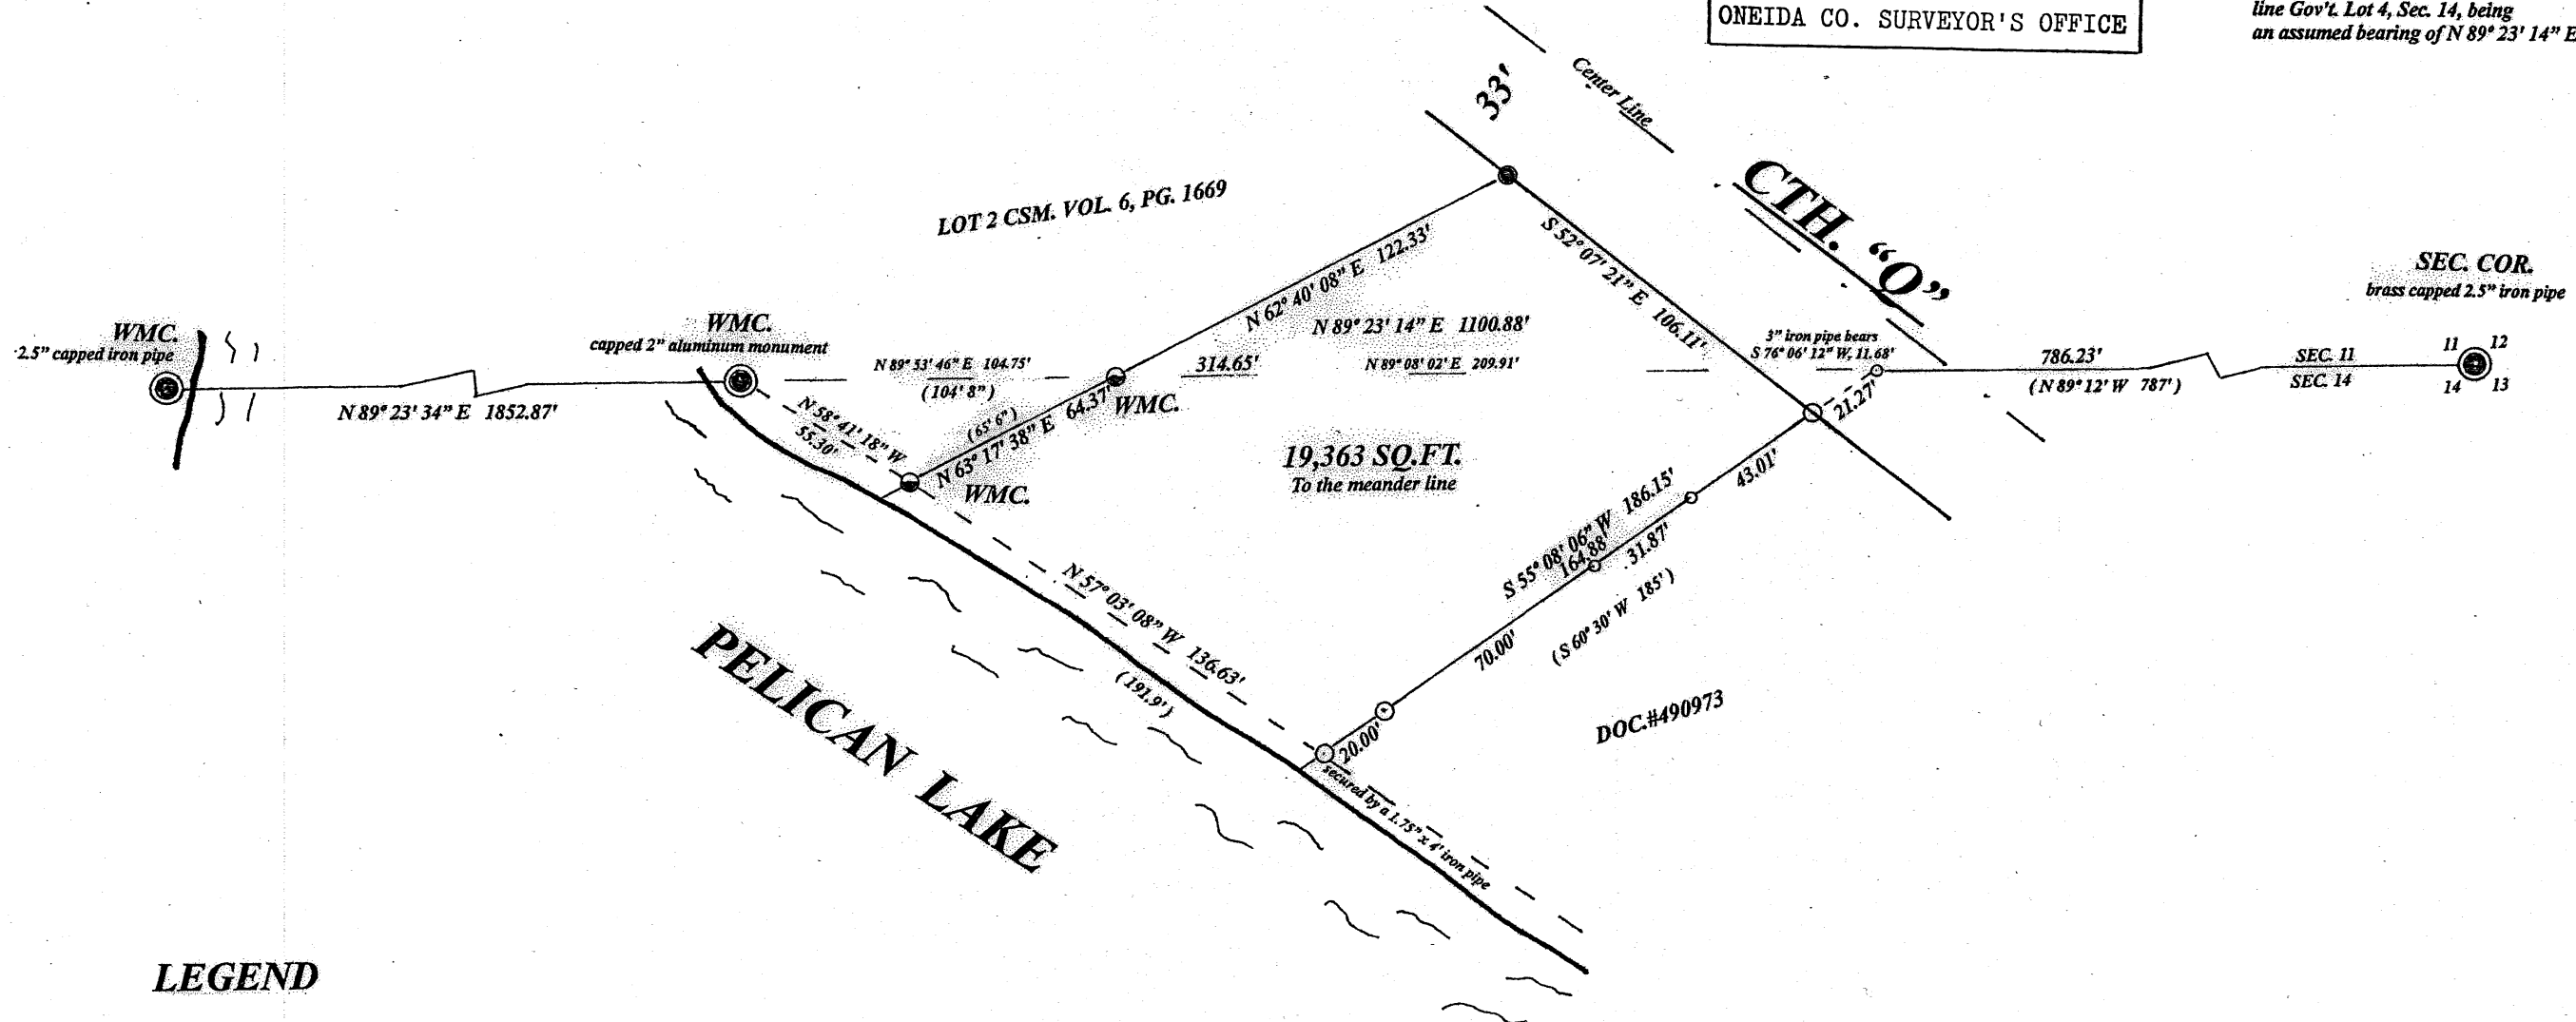 ONEIDA CO. SURVEYOR'S OFFICE
line Gov't. Lot 4, Sec. 14, being
an assumed bearing of N 89° 23' 14" E
33'
Center Line
CTH. "Q"
LOT 2 CSM. VOL. 6, PG. 1669
N 62° 40' 08" E 122.33'
S 52° 07' 21" E 106.11'
SEC. COR.
brass capped 2.5" iron pipe
WMC.
2.5" capped iron pipe
WMC.
capped 2" aluminum monument
N 89° 23' 14" E 1100.88'
3" iron pipe bears
S 76° 06' 12" W, 11.68'
N 89° 53' 46" E 104.75'
(104' 8")
314.65'
N 89° 08' 02" E 209.91'
786.23'
(N 89° 12' W 787')
SEC. 11
SEC. 14
11 12
14 13
N 89° 23' 34" E 1852.87'
N 58° 41' 18" W
55.30'
(65' 6")
N 63° 17' 38" E 64.37'
WMC.
WMC.
21.27'
19,363 SQ.FT.
To the meander line
43.01'
S 55° 08' 06" W 186.15'
164.88'
31.87'
(S 60° 30' W 185')
70.00'
N 57° 03' 08" W 136.63'
(191.9')
PELICAN LAKE
DOC.#490973
20.00'
secured by a 1.75" x 4' iron pipe
LEGEND